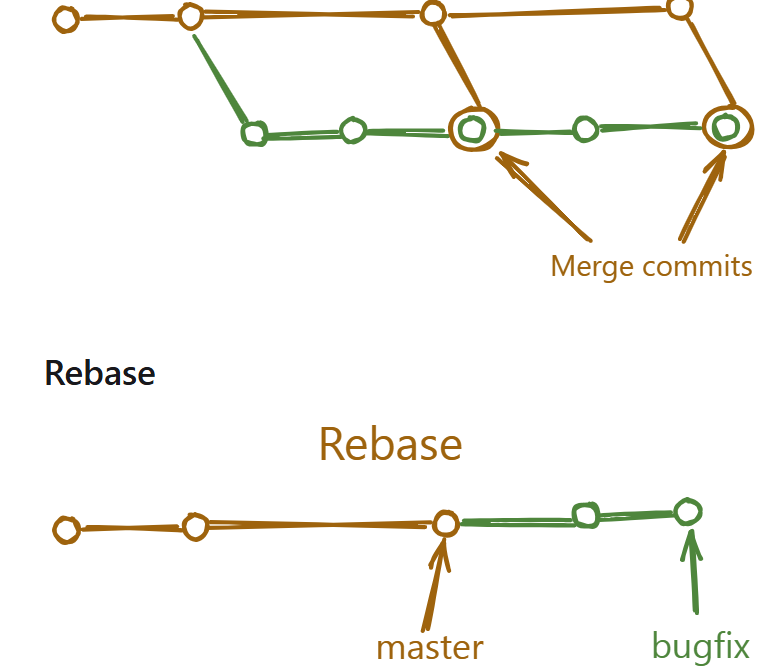 Merge commits
Rebase
Rebase
master
bugfix